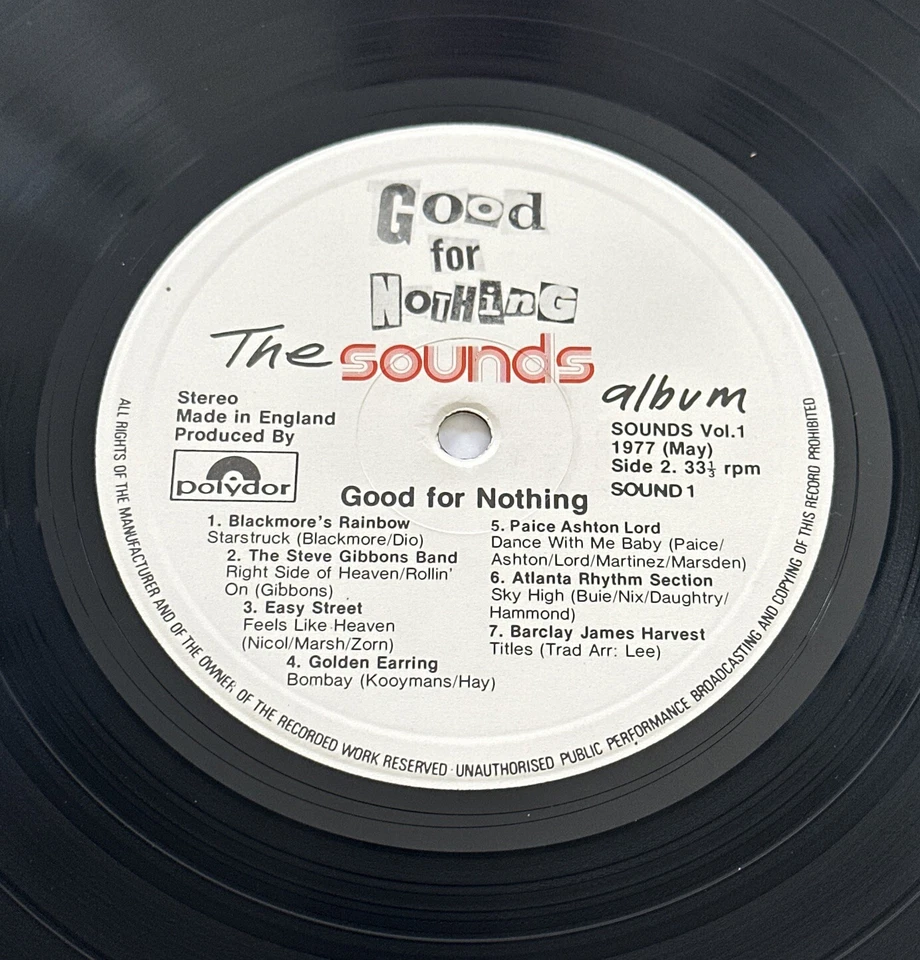 Good
for
NoTHinG
The sounds
album
Stereo
Made in England
Produced By
polydor
SOUNDS Vol.1
1977 (May)
Side 2. 33⅓ rpm
SOUND 1
Good for Nothing
1. Blackmore's Rainbow
Starstruck (Blackmore/Dio)
2. The Steve Gibbons Band
Right Side of Heaven/Rollin'
On (Gibbons)
3. Easy Street
Feels Like Heaven
(Nicol/Marsh/Zorn)
4. Golden Earring
Bombay (Kooymans/Hay)
5. Paice Ashton Lord
Dance With Me Baby (Paice/
Ashton/Lord/Martinez/Marsden)
6. Atlanta Rhythm Section
Sky High (Buie/Nix/Daughtry/
Hammond)
7. Barclay James Harvest
Titles (Trad Arr: Lee)
ALL RIGHTS OF THE MANUFACTURER AND OF THE OWNER OF THE RECORDED WORK RESERVED · UNAUTHORISED PUBLIC PERFORMANCE BROADCASTING AND COPYING OF THIS RECORD PROHIBITED